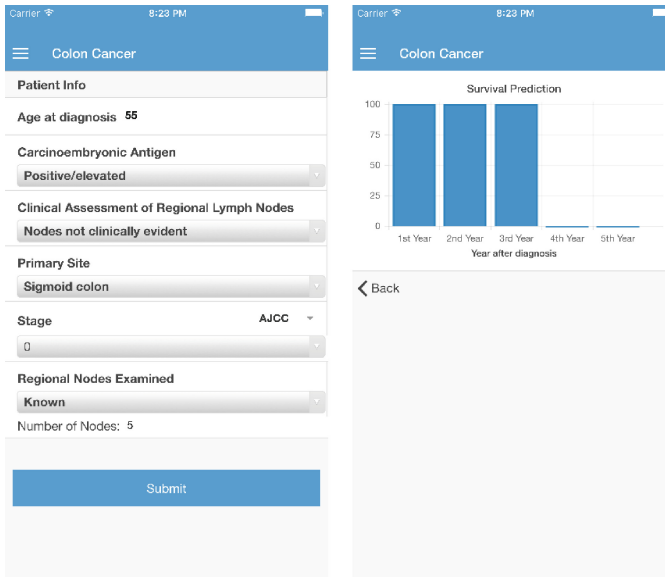 Carrier 8:23 PM
Colon Cancer
Patient Info
Age at diagnosis 55
Carcinoembryonic Antigen
Positive/elevated
Clinical Assessment of Regional Lymph Nodes
Nodes not clinically evident
Primary Site
Sigmoid colon
Stage AJCC
0
Regional Nodes Examined
Known
Number of Nodes: 5
Submit
Carrier 8:23 PM
Colon Cancer
Survival Prediction
100
75
50
25
0
1st Year 2nd Year 3rd Year 4th Year 5th Year
Year after diagnosis
Back